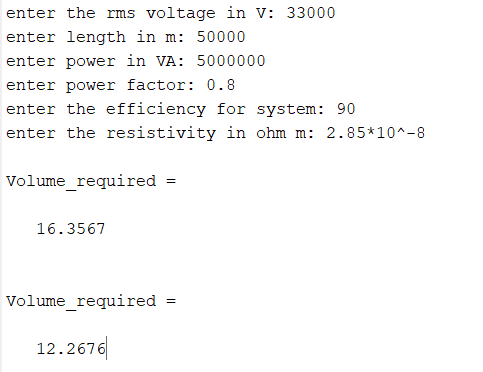 enter the rms voltage in V: 33000
enter length in m: 50000
enter power in VA: 5000000
enter power factor: 0.8
enter the efficiency for system: 90
enter the resistivity in ohm m: 2.85*10^-8
Volume_required =
16.3567
Volume_required =
12.2676